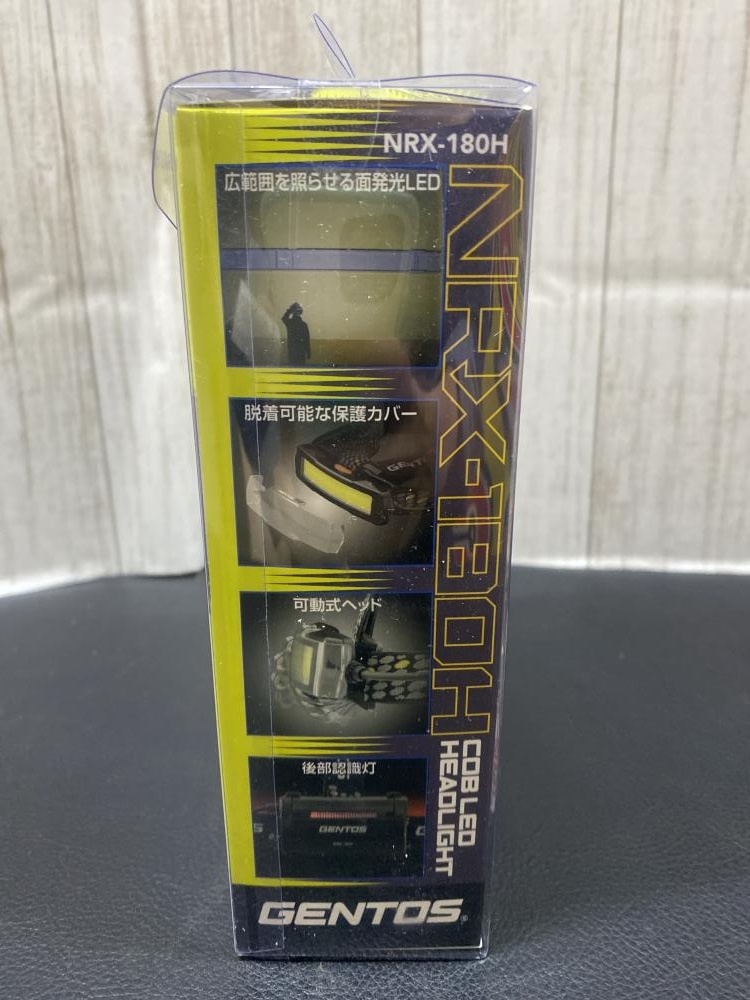 NRX-180H
広範囲を照らせる面発光LED
NRX-180H
脱着可能な保護カバー
GENTOS
可動式ヘッド
COB LED
HEADLIGHT
後部認識灯
GENTOS
GENTOS